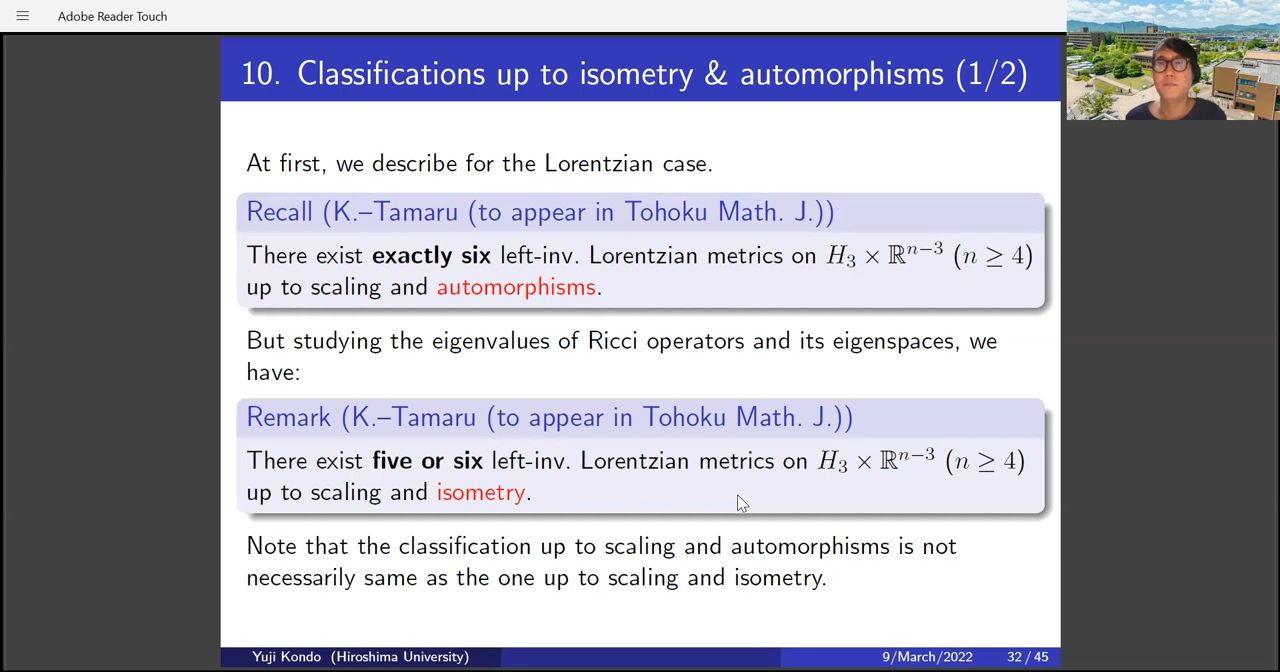 Adobe Reader Touch
10. Classifications up to isometry & automorphisms (1/2)
At first, we describe for the Lorentzian case.
Recall (K.–Tamaru (to appear in Tohoku Math. J.))
There exist exactly six left-inv. Lorentzian metrics on H₃ × ℝⁿ⁻³ (n ≥ 4)
up to scaling and automorphisms.
But studying the eigenvalues of Ricci operators and its eigenspaces, we
have:
Remark (K.–Tamaru (to appear in Tohoku Math. J.))
There exist five or six left-inv. Lorentzian metrics on H₃ × ℝⁿ⁻³ (n ≥ 4)
up to scaling and isometry.
Note that the classification up to scaling and automorphisms is not
necessarily same as the one up to scaling and isometry.
Yuji Kondo (Hiroshima University) 9/March/2022 32 / 45